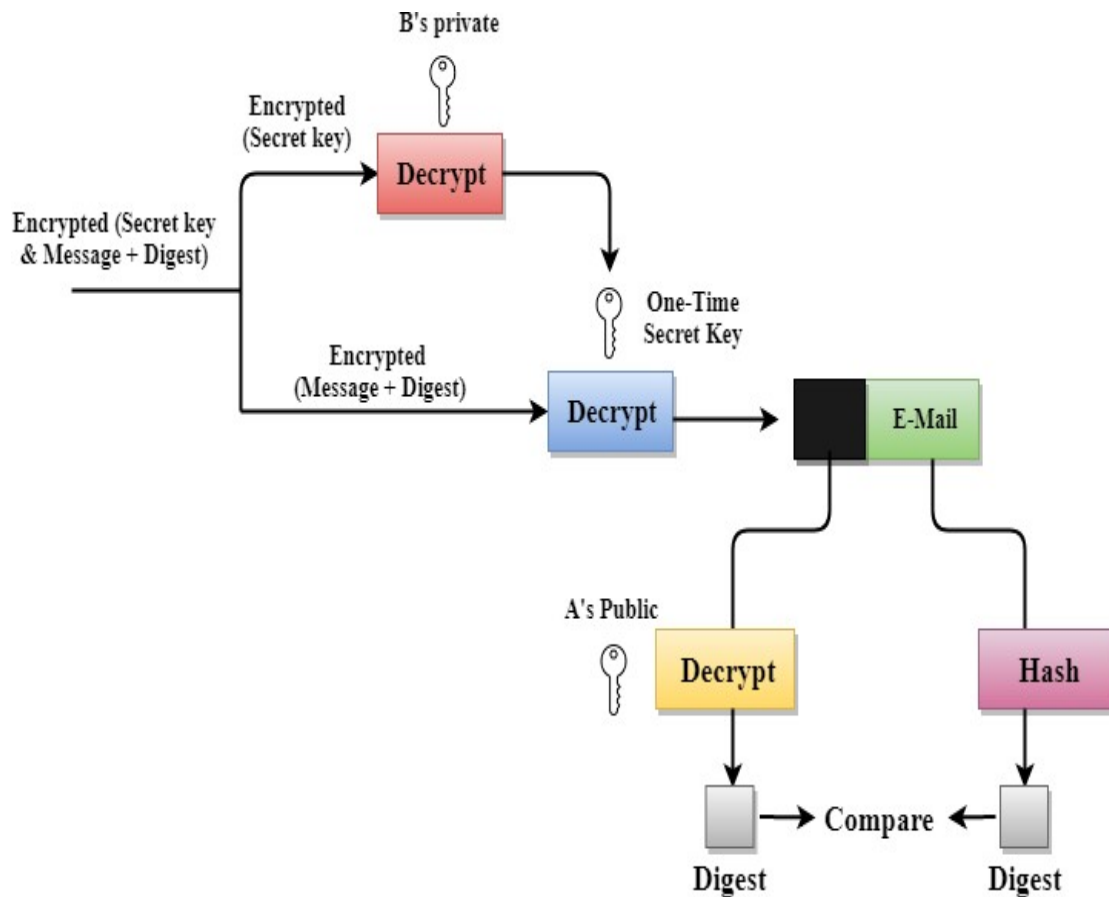 B's private
Encrypted
(Secret key)
Decrypt
Encrypted (Secret key
& Message + Digest)
One-Time
Secret Key
Encrypted
(Message + Digest)
Decrypt
E-Mail
A's Public
Decrypt
Hash
Compare
Digest
Digest